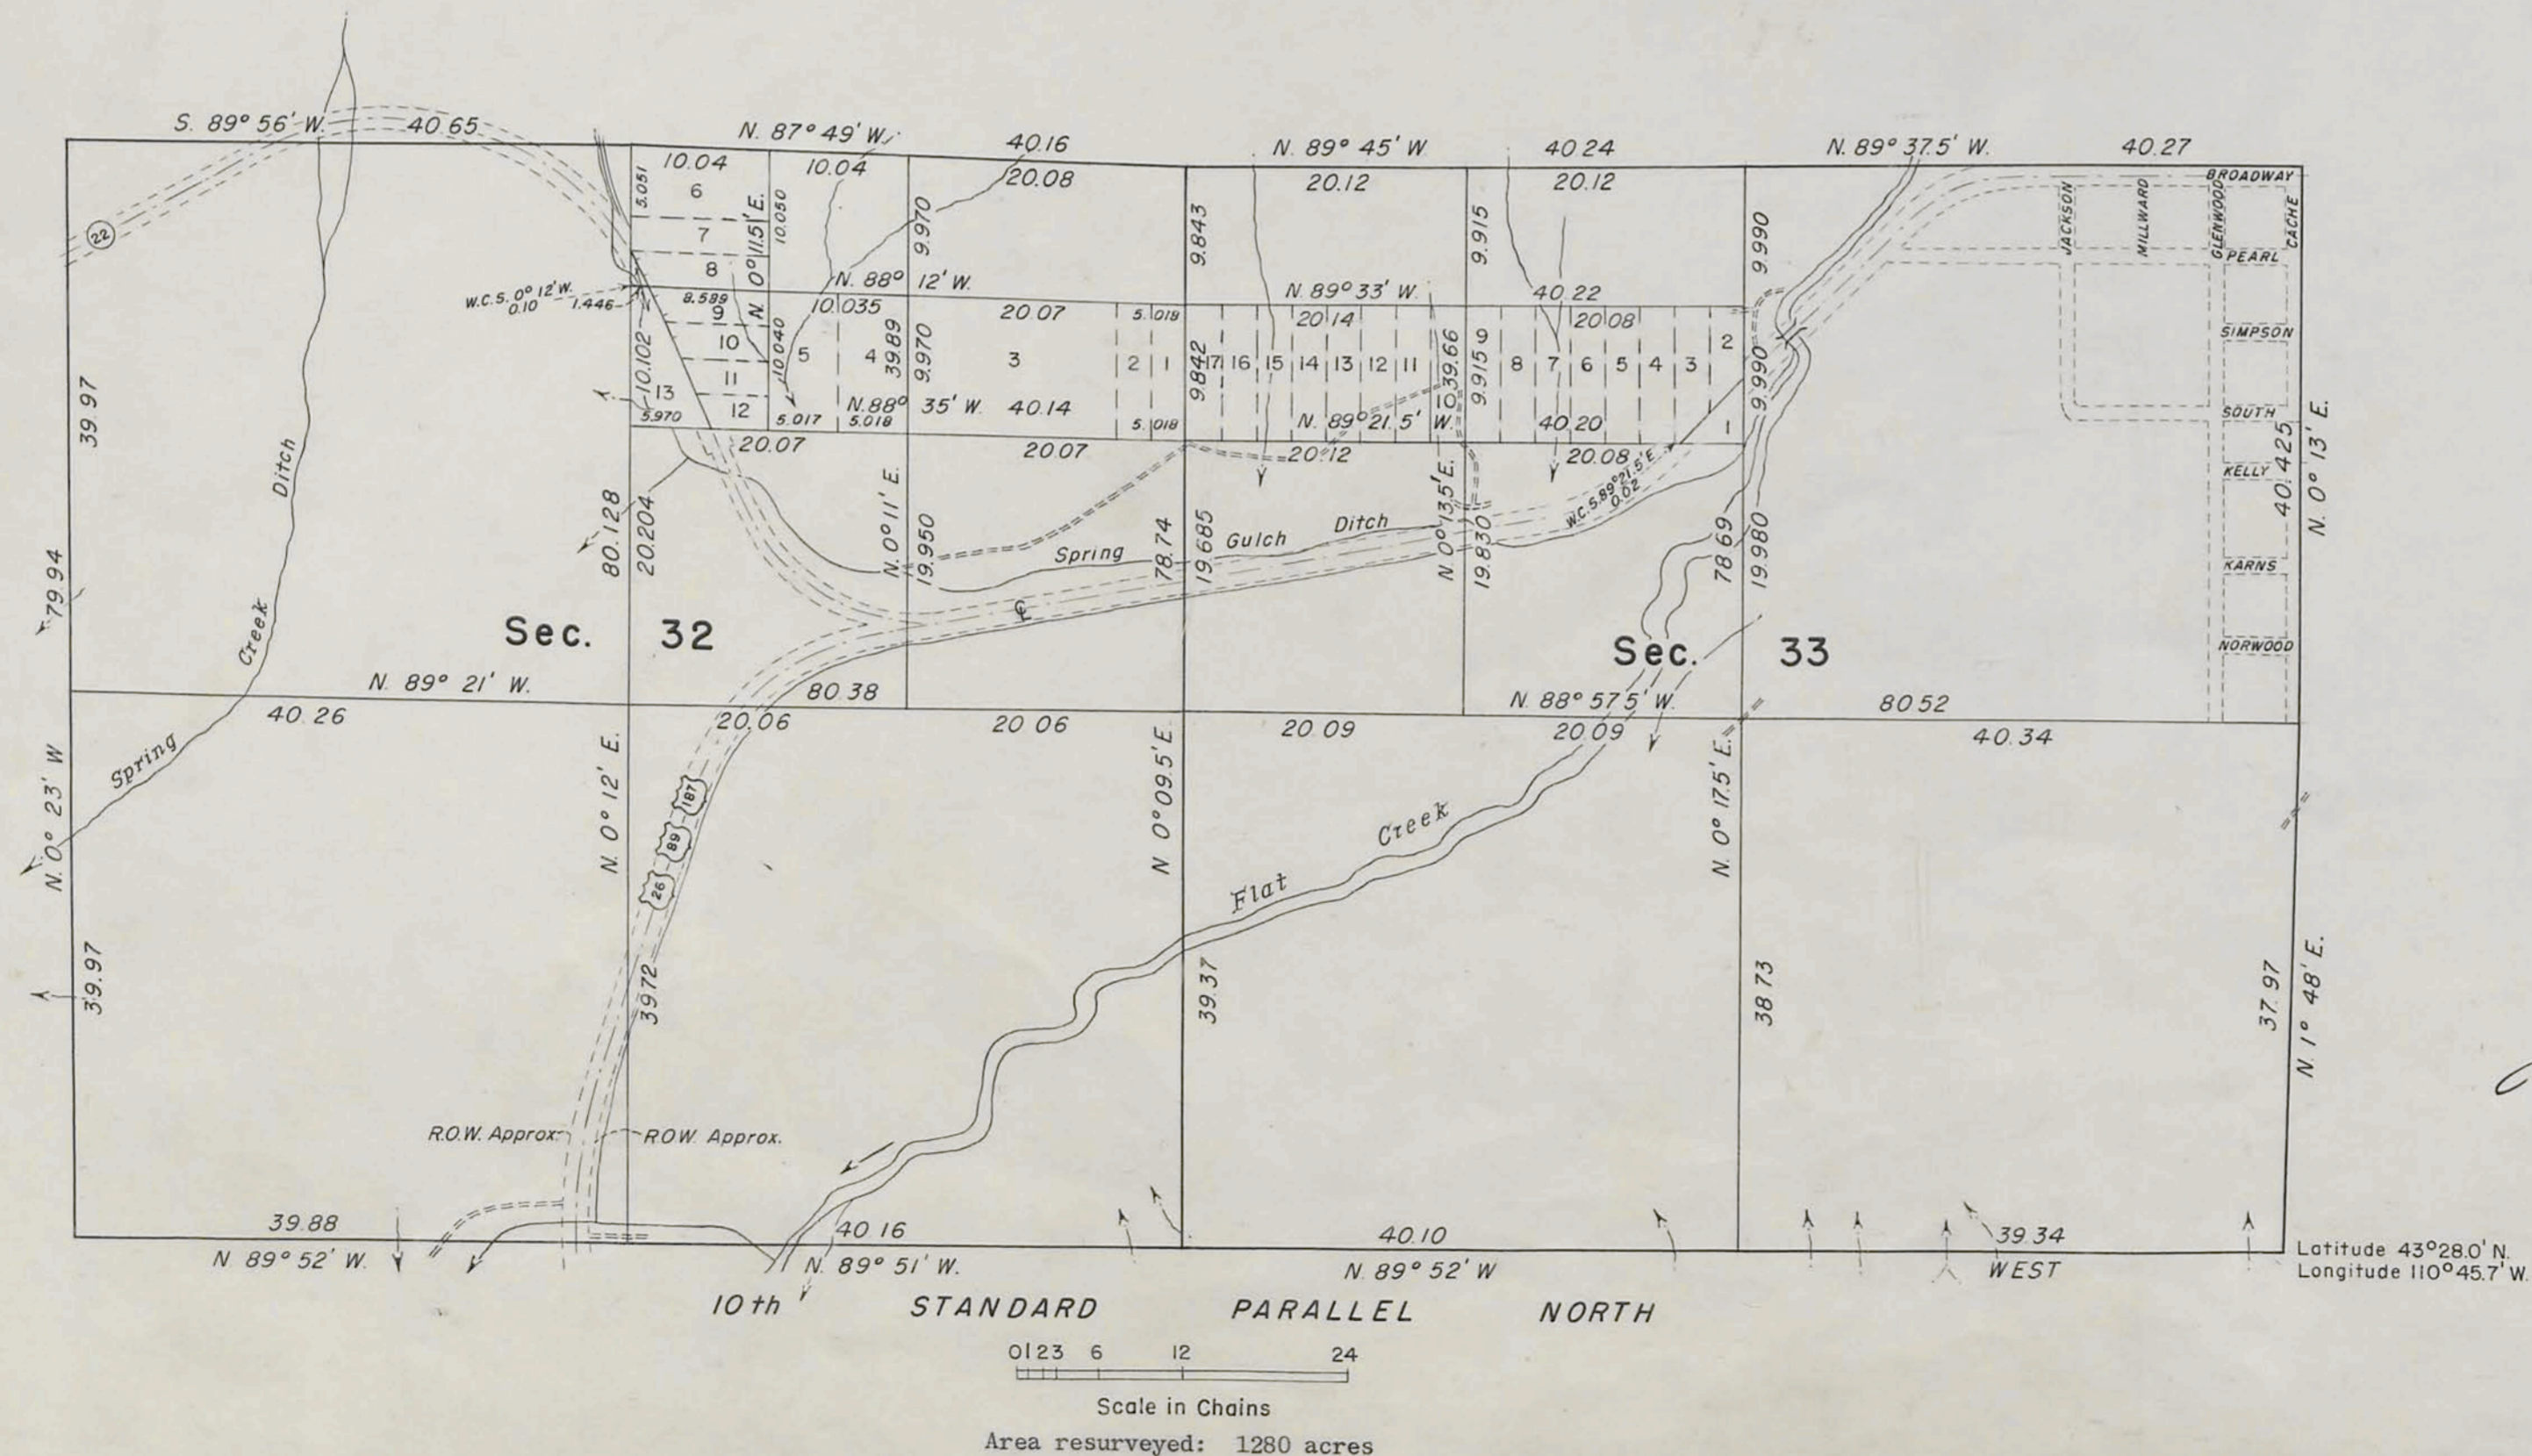 S. 89° 56' W. 40.65
N. 87° 49' W. 40.16
N. 89° 45' W. 40.24
N. 89° 37.5' W. 40.27
10.04 10.04 20.08 20.12 20.12
BROADWAY
JACKSON
MILLWARD
GLENWOOD
CACHE
PEARL
SIMPSON
SOUTH
KELLY
KARNS
NORWOOD
22
5.051
6
7
8
N. 0° 11.5' E.
10.050
9.970
9.843
9.915
9.990
W.C. S. 0° 12' W.
0.10
1.446
N. 88° 12' W.
N. 89° 33' W. 40.22
8.589 10.035 20.07 5.018 20.14 20.08
9
10
11
12
13
10.102
10.040
5 4 39.89 9.970 3 2 1
9.842 17 16 15 14 13 12 11 10 39.66 9.915 9 8 7 6 5 4 3 2 1
9.990
5.970 5.017 5.018
N. 88° 35' W. 40.14 5.018
N. 89° 21.5' W. 40.20
20.07 20.07 20.12 20.08
W.C. S. 89° 21.5' E.
0.02
39.97
79.94
Creek Ditch
80.128
20.204
N. 0° 11' E.
19.950
78.74
19.685
N. 0° 13.5' E.
19.830
78.69
19.980
40.425
N. 0° 13' E.
Spring Gulch Ditch
℄
Sec. 32
Sec. 33
N. 89° 21' W. 80.38
N. 88° 57.5' W. 80.52
40.26 20.06 20.06 20.09 20.09 40.34
Spring
N. 0° 23' W
N. 0° 12' E.
N. 0° 09.5' E.
N. 0° 17.5' E.
187
89
26
Flat Creek
39.97
39.72
39.37
38.73
37.97
N. 1° 48' E.
R.O.W. Approx.
R.O.W. Approx.
39.88 40.16 40.10 39.34
N 89° 52' W.
N. 89° 51' W.
N. 89° 52' W
WEST
Latitude 43°28.0' N.
Longitude 110°45.7' W.
10th STANDARD PARALLEL NORTH
0 1 2 3 6 12 24
Scale in Chains
Area resurveyed: 1280 acres